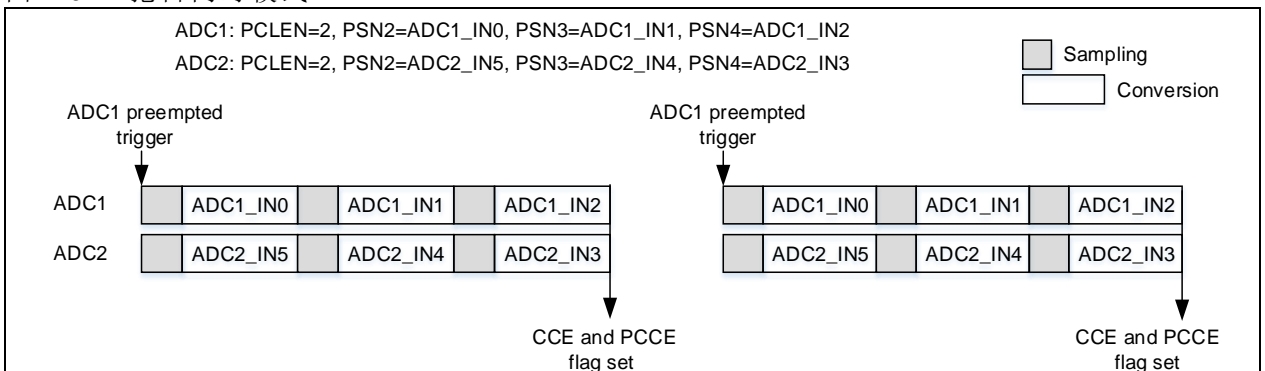 ADC1: PCLEN=2, PSN2=ADC1_IN0, PSN3=ADC1_IN1, PSN4=ADC1_IN2
ADC2: PCLEN=2, PSN2=ADC2_IN5, PSN3=ADC2_IN4, PSN4=ADC2_IN3
Sampling
Conversion
ADC1 preempted
trigger
ADC1 preempted
trigger
ADC1 ADC1_IN0 ADC1_IN1 ADC1_IN2 ADC1_IN0 ADC1_IN1 ADC1_IN2
ADC2 ADC2_IN5 ADC2_IN4 ADC2_IN3 ADC2_IN5 ADC2_IN4 ADC2_IN3
CCE and PCCE
flag set
CCE and PCCE
flag set